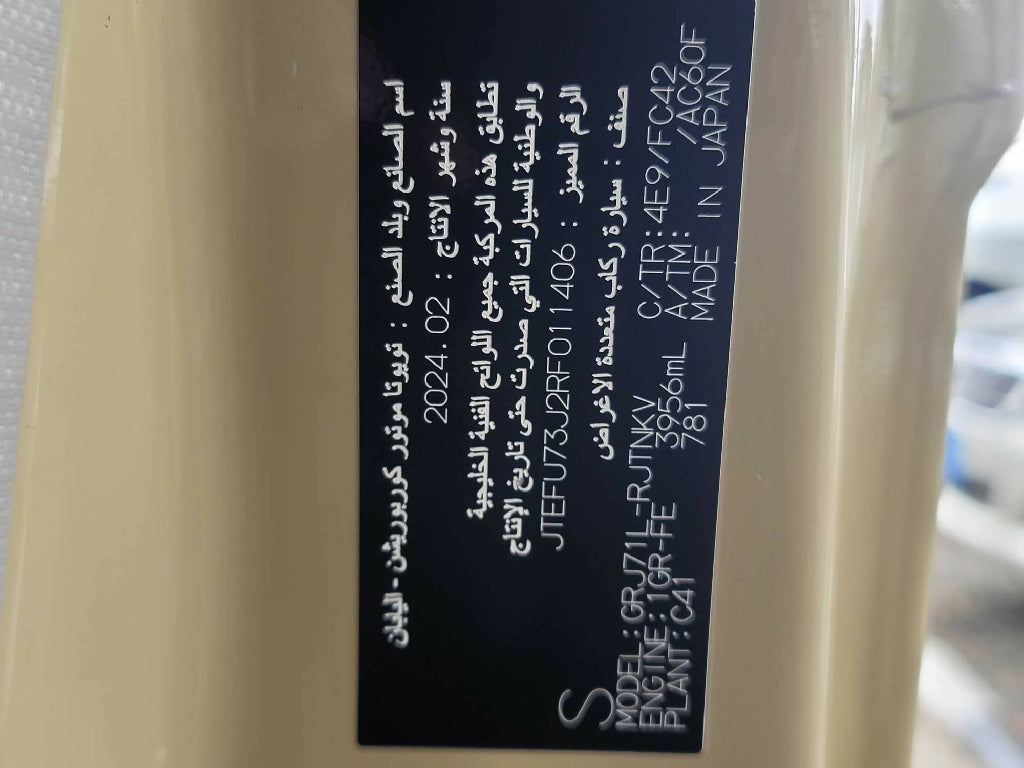 اسم الصانع وبلد الصنع : تويوتا موتور كوربوريشن - اليابان
سنة وشهر الانتاج : 2024.02
تطابق هذه المركبة جميع اللوائح الفنية الخليجية
والوطنية للسيارات التي صدرت حتى تاريخ الإنتاج
الرقم المميز : JTEFU73J2RF011406
صنف : سيارة ركاب متعددة الاغراض
S
MODEL:GRJ71L-RJTNKV C/TR:4E9/FC42
ENGINE:1GR-FE 3956mL A/TM: /AC60F
PLANT:C41 781 MADE IN JAPAN